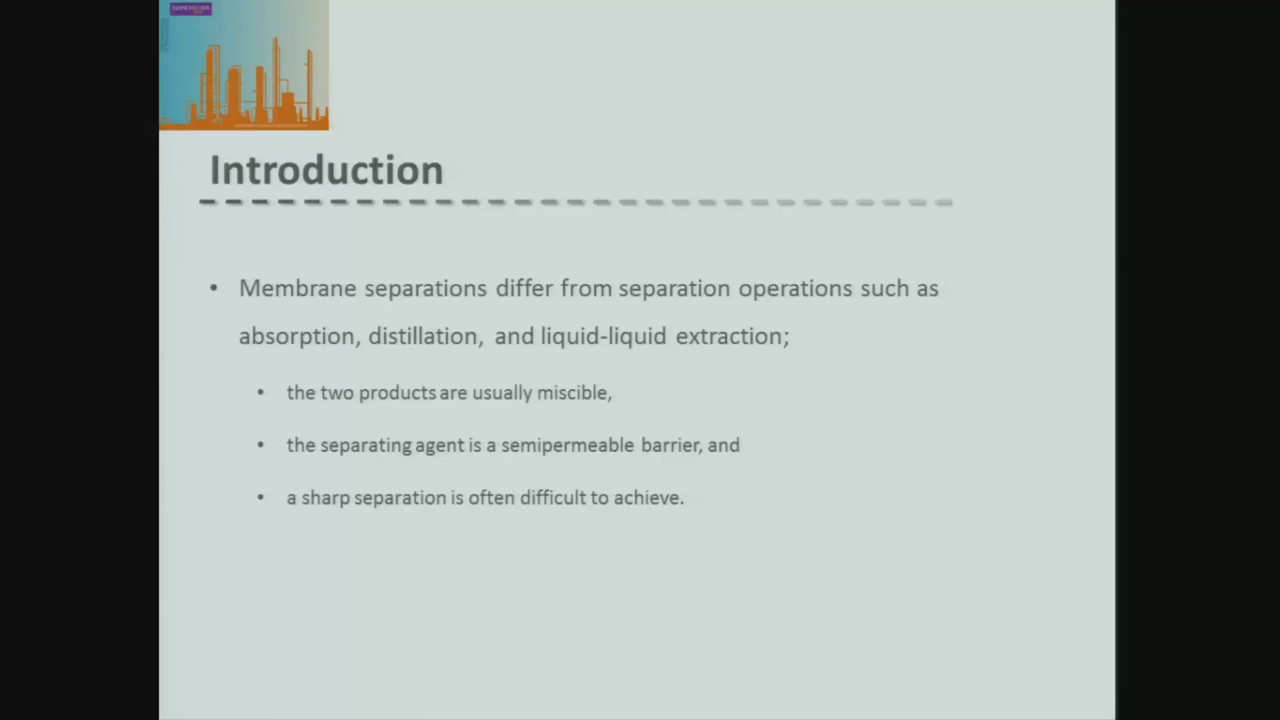 Introduction
• Membrane separations differ from separation operations such as
absorption, distillation, and liquid-liquid extraction;
• the two products are usually miscible,
• the separating agent is a semipermeable barrier, and
• a sharp separation is often difficult to achieve.